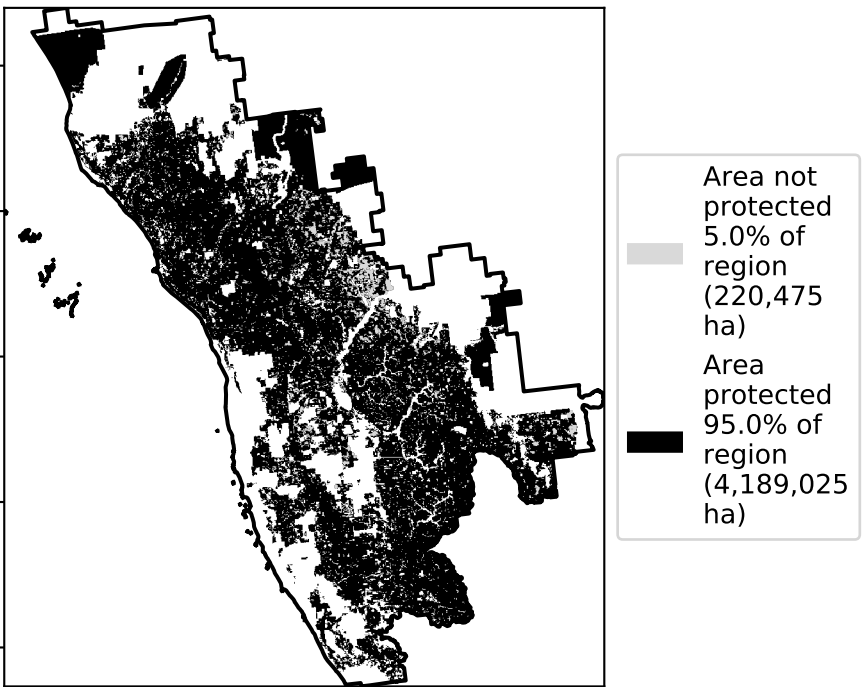 Area not
protected
5.0% of
region
(220,475
ha)
Area
protected
95.0% of
region
(4,189,025
ha)